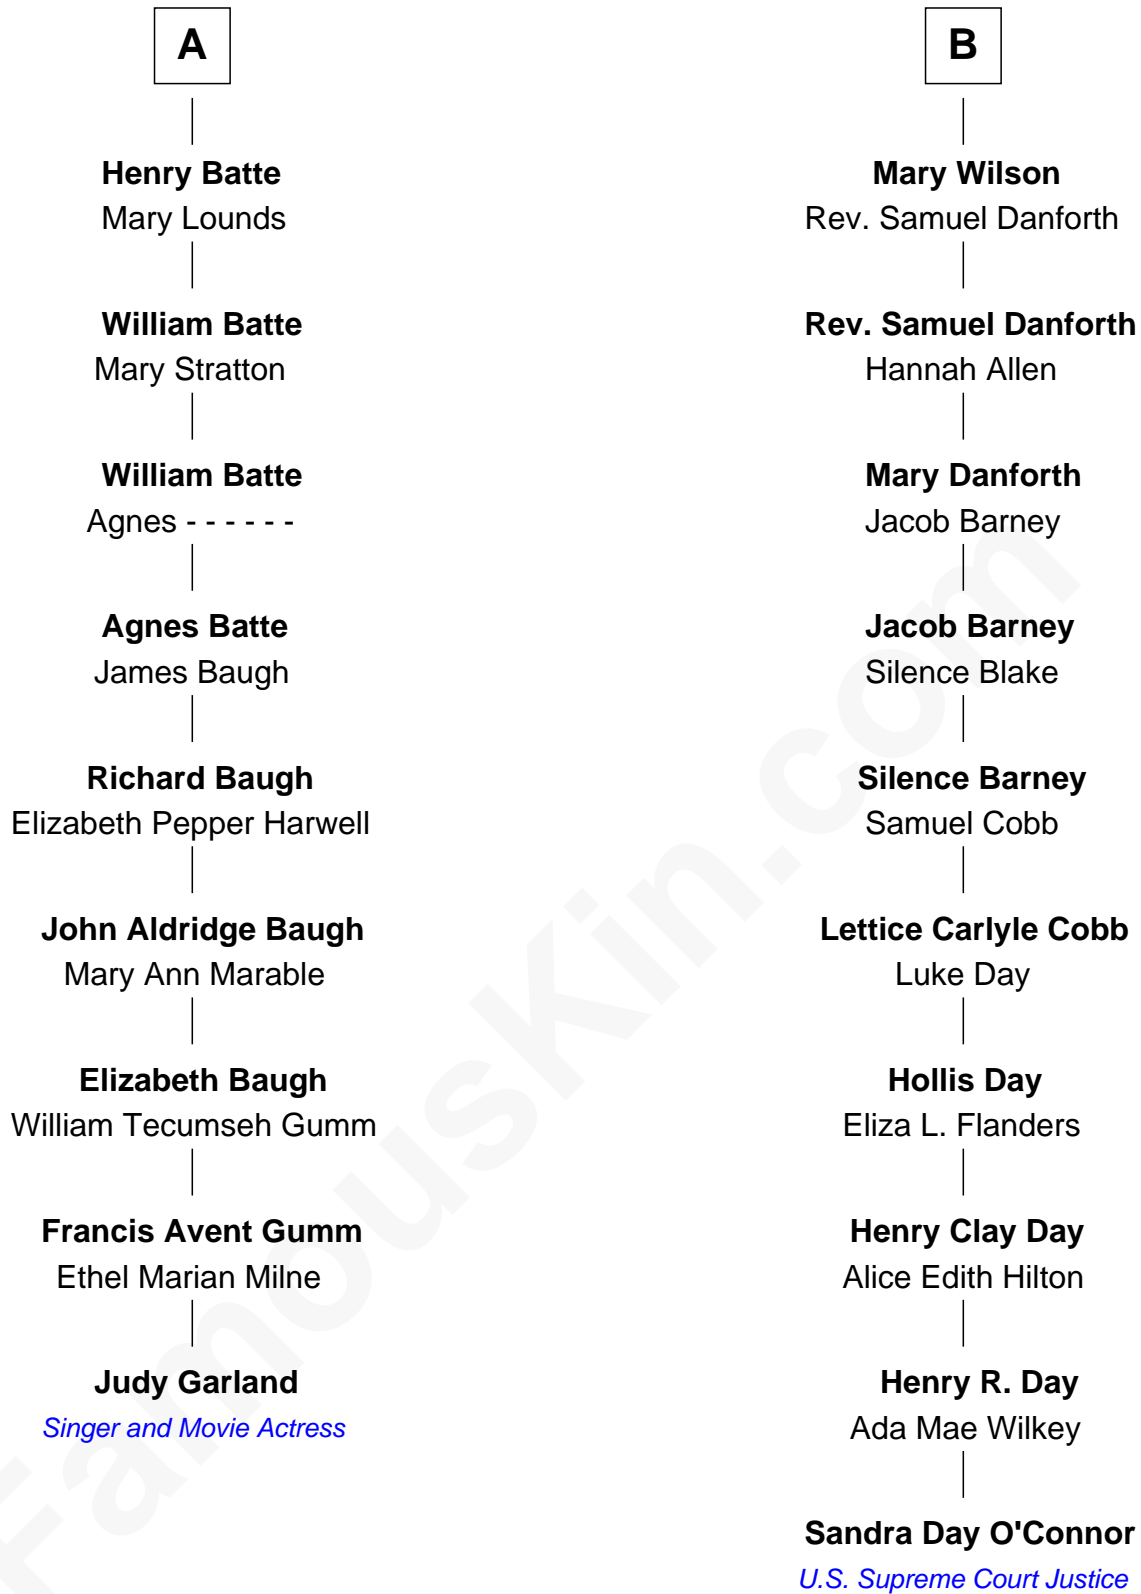 A
Henry Batte
Mary Lounds
William Batte
Mary Stratton
William Batte
Agnes - - - - - -
Agnes Batte
James Baugh
Richard Baugh
Elizabeth Pepper Harwell
John Aldridge Baugh
Mary Ann Marable
Elizabeth Baugh
William Tecumseh Gumm
Francis Avent Gumm
Ethel Marian Milne
Judy Garland
Singer and Movie Actress
B
Mary Wilson
Rev. Samuel Danforth
Rev. Samuel Danforth
Hannah Allen
Mary Danforth
Jacob Barney
Jacob Barney
Silence Blake
Silence Barney
Samuel Cobb
Lettice Carlyle Cobb
Luke Day
Hollis Day
Eliza L. Flanders
Henry Clay Day
Alice Edith Hilton
Henry R. Day
Ada Mae Wilkey
Sandra Day O'Connor
U.S. Supreme Court Justice
FamousKin.com